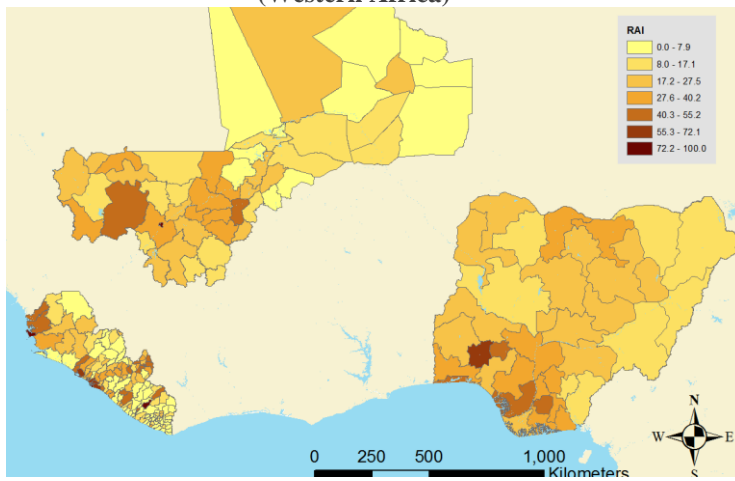 (Western Africa)
RAI
0.0 - 7.9
8.0 - 17.1
17.2 - 27.5
27.6 - 40.2
40.3 - 55.2
55.3 - 72.1
72.2 - 100.0
N
W E
S
0 250 500 1,000
Kilometers